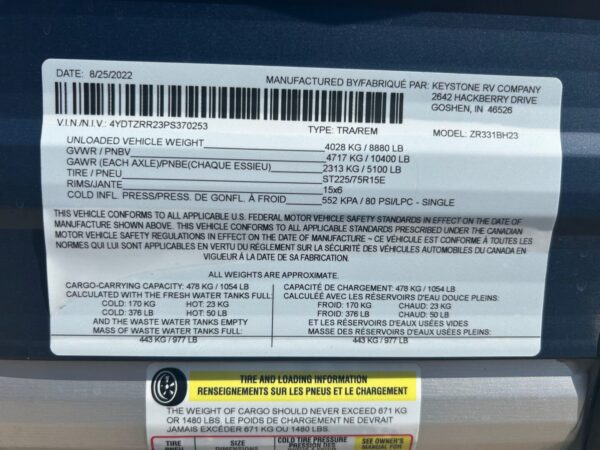 DATE: 8/25/2022
MANUFACTURED BY/FABRIQUÉ PAR: KEYSTONE RV COMPANY
2642 HACKBERRY DRIVE
GOSHEN, IN 46526
V.I.N./N.I.V.: 4YDTZRR23PS370253
TYPE: TRA/REM
MODEL: ZR331BH23
UNLOADED VEHICLE WEIGHT 4028 KG / 8880 LB
GVWR / PNBV 4717 KG / 10400 LB
GAWR (EACH AXLE)/PNBE(CHAQUE ESSIEU) 2313 KG / 5100 LB
TIRE / PNEU ST225/75R15E
RIMS/JANTE 15x6
COLD INFL. PRESS/PRESS. DE GONFL. À FROID 552 KPA / 80 PSI/LPC - SINGLE
THIS VEHICLE CONFORMS TO ALL APPLICABLE U.S. FEDERAL MOTOR VEHICLE SAFETY STANDARDS IN EFFECT ON THE DATE OF
MANUFACTURE SHOWN ABOVE. THIS VEHICLE CONFORMS TO ALL APPLICABLE STANDARDS PRESCRIBED UNDER THE CANADIAN
MOTOR VEHICLE SAFETY REGULATIONS IN EFFECT ON THE DATE OF MANUFACTURE ~ CE VÉHICULE EST CONFORME À TOUTES LES
NORMES QUI LUI SONT APPLICABLES EN VERTU DU RÈGLEMENT SUR LA SÉCURITÉ DES VÉHICULES AUTOMOBILES DU CANADA EN
VIGUEUR À LA DATE DE SA FABRICATION.
ALL WEIGHTS ARE APPROXIMATE.
CARGO-CARRYING CAPACITY: 478 KG / 1054 LB
CALCULATED WITH THE FRESH WATER TANKS FULL:
COLD: 170 KG HOT: 23 KG
COLD: 376 LB HOT: 50 LB
AND THE WASTE WATER TANKS EMPTY
MASS OF WASTE WATER TANKS FULL:
443 KG / 977 LB
CAPACITÉ DE CHARGEMENT: 478 KG / 1054 LB
CALCULÉE AVEC LES RÉSERVOIRS D'EAU DOUCE PLEINS:
FROID: 170 KG CHAUD: 23 KG
FROID: 376 LB CHAUD: 50 LB
ET LES RÉSERVOIRS D'EAUX USÉES VIDES
MASSE DES RÉSERVOIRS D'EAUX USÉES PLEINS:
443 KG / 977 LB
TIRE AND LOADING INFORMATION
RENSEIGNEMENTS SUR LES PNEUS ET LE CHARGEMENT
THE WEIGHT OF CARGO SHOULD NEVER EXCEED 671 KG
OR 1480 LBS. LE POIDS DE CHARGEMENT NE DEVRAIT
JAMAIS EXCÉDER 671 KG OU 1480 LBS.
TIRE
PNEU
SIZE
DIMENSIONS
COLD TIRE PRESSURE
SEE OWNER'S
MANUAL FOR